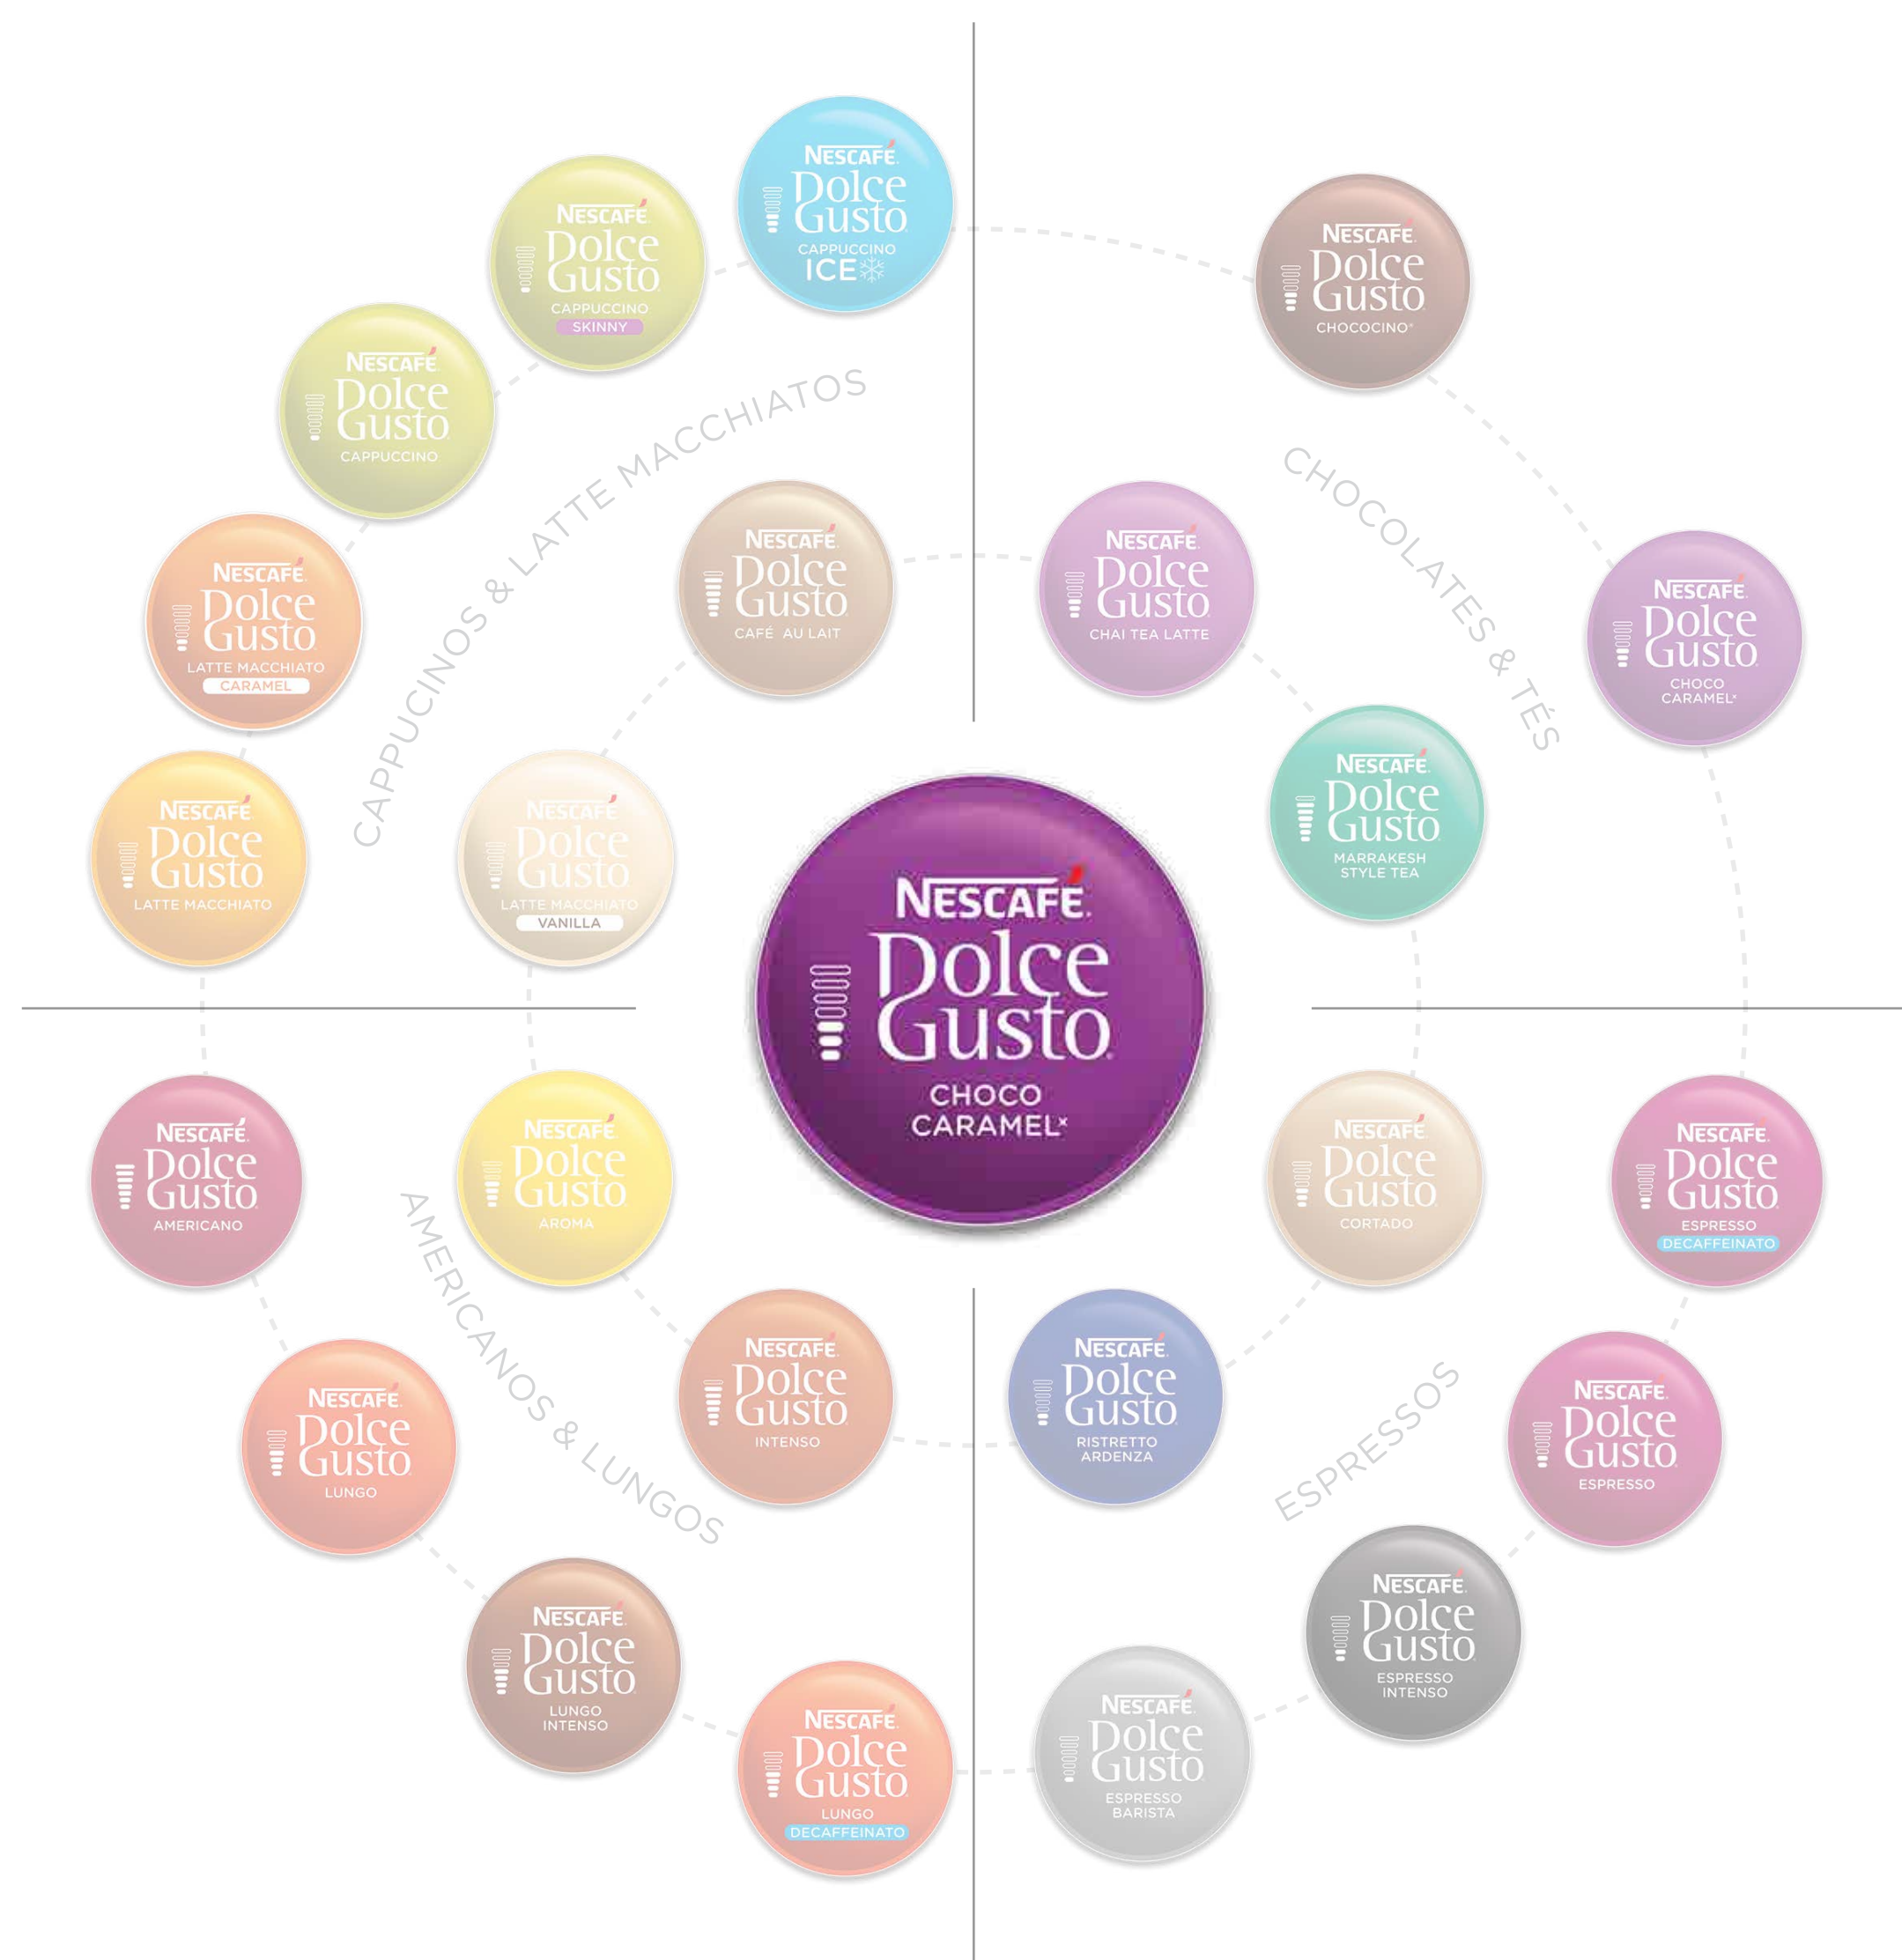 NESCAFÉ
Dolce
Gusto
CAPPUCCINO
ICE
NESCAFÉ
Dolce
Gusto
CAPPUCCINO
SKINNY
NESCAFÉ
Dolce
Gusto
CAPPUCCINO
NESCAFÉ
Dolce
Gusto
LATTE MACCHIATO
CARAMEL
NESCAFÉ
Dolce
Gusto
LATTE MACCHIATO
CAPPUCINOS & LATTE MACCHIATOS
NESCAFÉ
Dolce
Gusto
CAFÉ AU LAIT
NESCAFÉ
Dolce
Gusto
LATTE MACCHIATO
VANILLA
NESCAFÉ
Dolce
Gusto
CHOCOCINO
NESCAFÉ
Dolce
Gusto
CHOCO
CARAMEL*
CHOCOLATES & TÉS
NESCAFÉ
Dolce
Gusto
CHAI TEA LATTE
NESCAFÉ
Dolce
Gusto
MARRAKESH
STYLE TEA
NESCAFÉ
Dolce
Gusto
CHOCO
CARAMEL*
NESCAFÉ
Dolce
Gusto
AMERICANO
NESCAFÉ
Dolce
Gusto
AROMA
NESCAFÉ
Dolce
Gusto
INTENSO
AMERICANOS & LUNGOS
NESCAFÉ
Dolce
Gusto
LUNGO
NESCAFÉ
Dolce
Gusto
LUNGO
INTENSO
NESCAFÉ
Dolce
Gusto
LUNGO
DECAFFEINATO
NESCAFÉ
Dolce
Gusto
CORTADO
NESCAFÉ
Dolce
Gusto
ESPRESSO
DECAFFEINATO
NESCAFÉ
Dolce
Gusto
RISTRETTO
ARDENZA
ESPRESSOS
NESCAFÉ
Dolce
Gusto
ESPRESSO
NESCAFÉ
Dolce
Gusto
ESPRESSO
INTENSO
NESCAFÉ
Dolce
Gusto
ESPRESSO
BARISTA